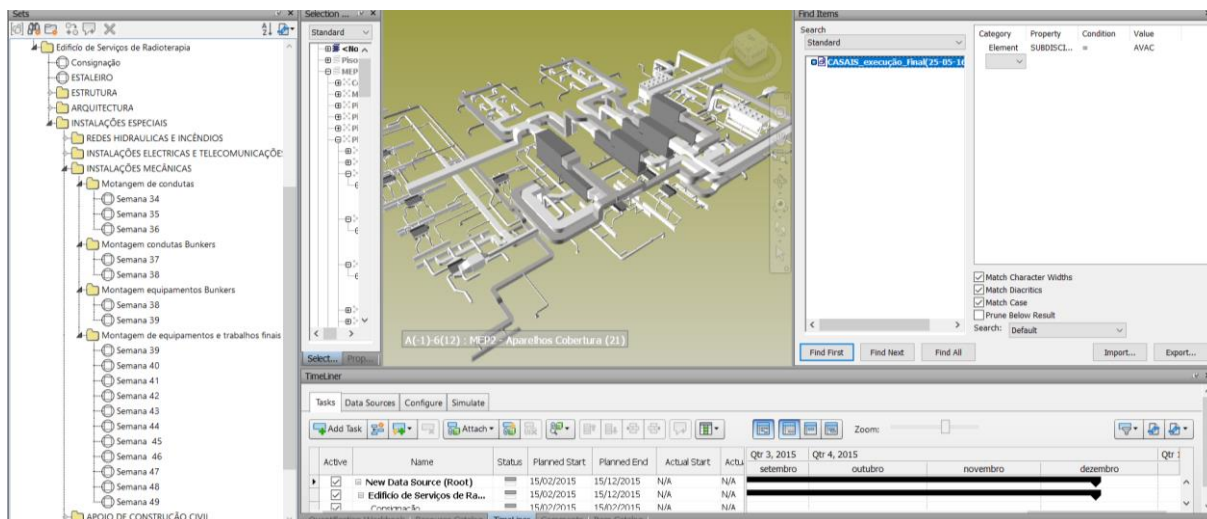 Sets
Edifício de Serviços de Radioterapia
Consignação
ESTALEIRO
ESTRUTURA
ARQUITECTURA
INSTALAÇÕES ESPECIAIS
REDES HIDRAULICAS E INCÊNDIOS
INSTALAÇÕES ELECTRICAS E TELECOMUNICAÇÕE
INSTALAÇÕES MECÂNICAS
Motangem de condutas
Semana 34
Semana 35
Semana 36
Montagem condutas Bunkers
Semana 37
Semana 38
Montagem equipamentos Bunkers
Semana 38
Semana 39
Montagem de equipamentos e trabalhos finais
Semana 39
Semana 40
Semana 41
Semana 42
Semana 43
Semana 44
Semana 45
Semana 46
Semana 47
Semana 48
Semana 49
APOIO DE CONSTRUÇÃO CIVIL
Selection ...
Standard
<No
Piso
MEP
Select... Prop...
A(-1)-6(12) : MEP2 - Aparelhos Cobertura (21)
Find Items
Search
Standard
CASAIS_execução_Final(25-05-16
Category Property Condition Value
Element SUBDISCI... = AVAC
Match Character Widths
Match Diacritics
Match Case
Prune Below Result
Search: Default
Find First Find Next Find All Import... Export...
TimeLiner
Tasks Data Sources Configure Simulate
Add Task Attach Zoom:
Active Name Status Planned Start Planned End Actual Start Actu
Qtr 3, 2015 Qtr 4, 2015 Qtr
setembro outubro novembro dezembro
New Data Source (Root) 15/02/2015 15/12/2015 N/A N/A
Edifício de Serviços de Ra... 15/02/2015 15/12/2015 N/A N/A
Consignação 15/02/2015 15/02/2015 N/A N/A